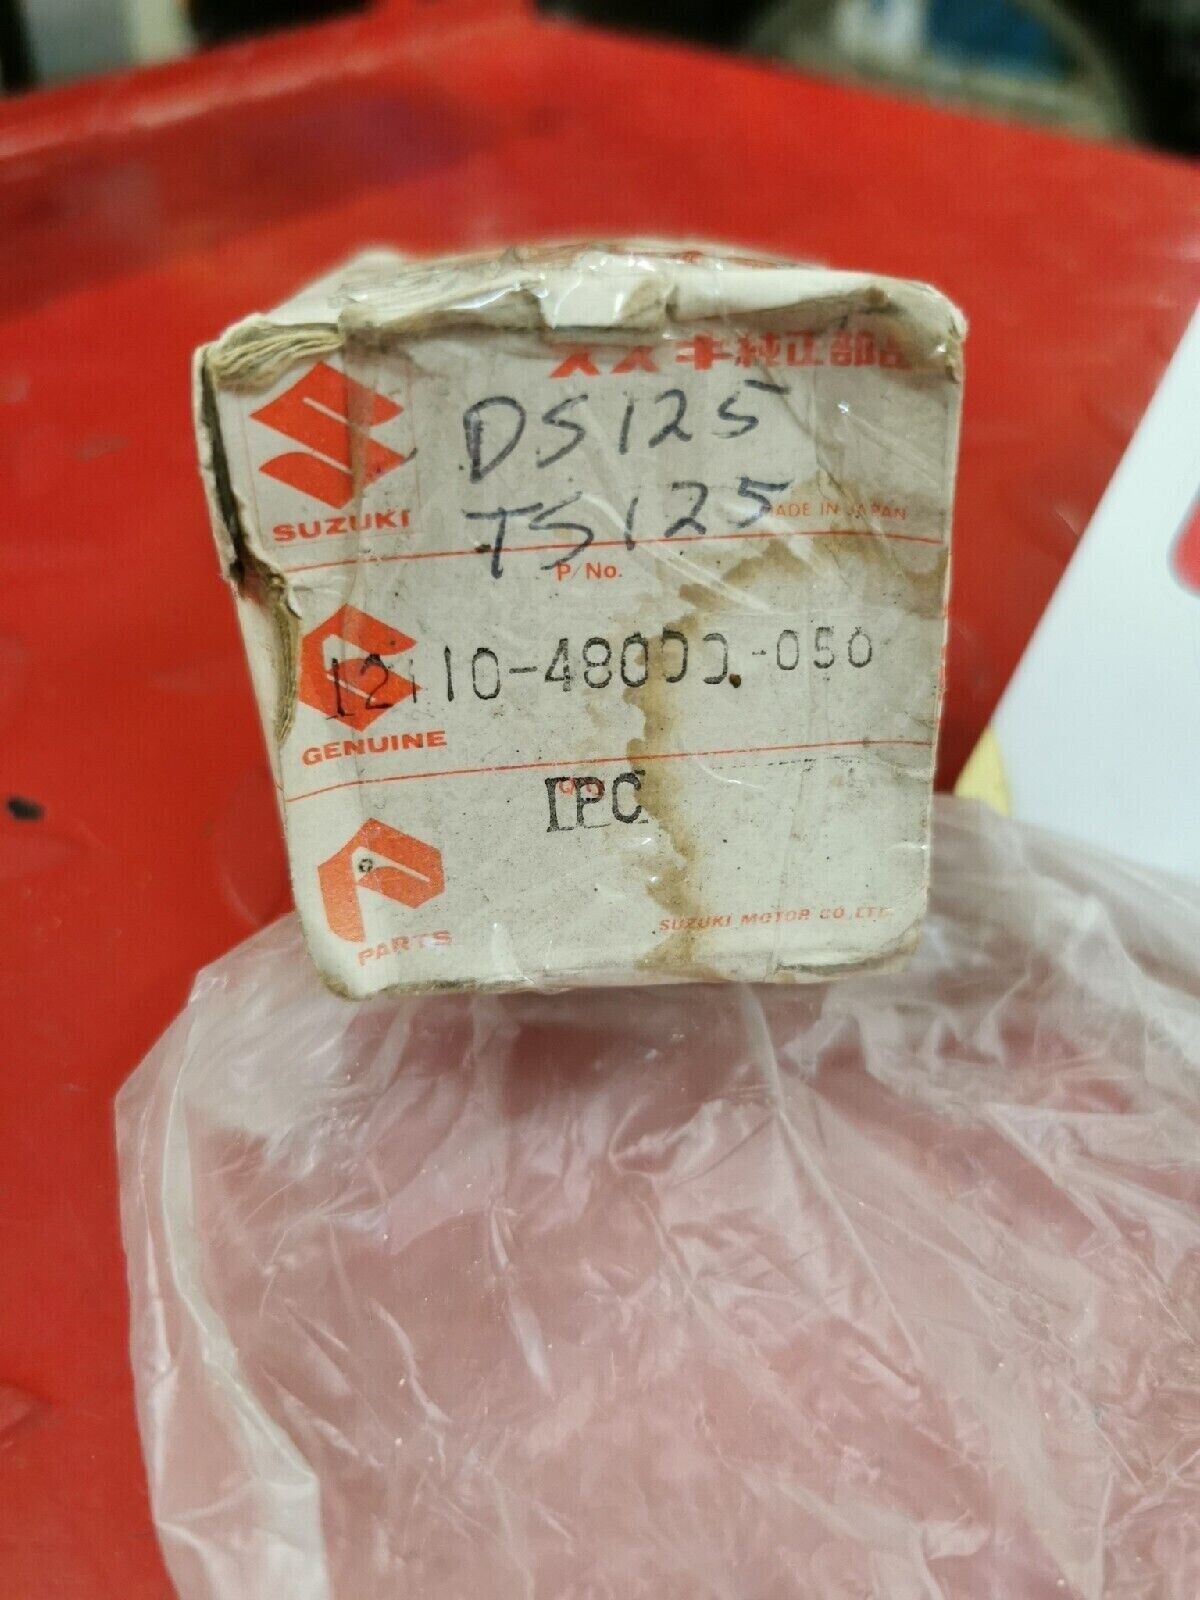 スズキ純正部品
DS125
TS125
SUZUKI
MADE IN JAPAN
P/No.
12110-48000-050
GENUINE
1PC
PARTS
SUZUKI MOTOR CO.,LTD.